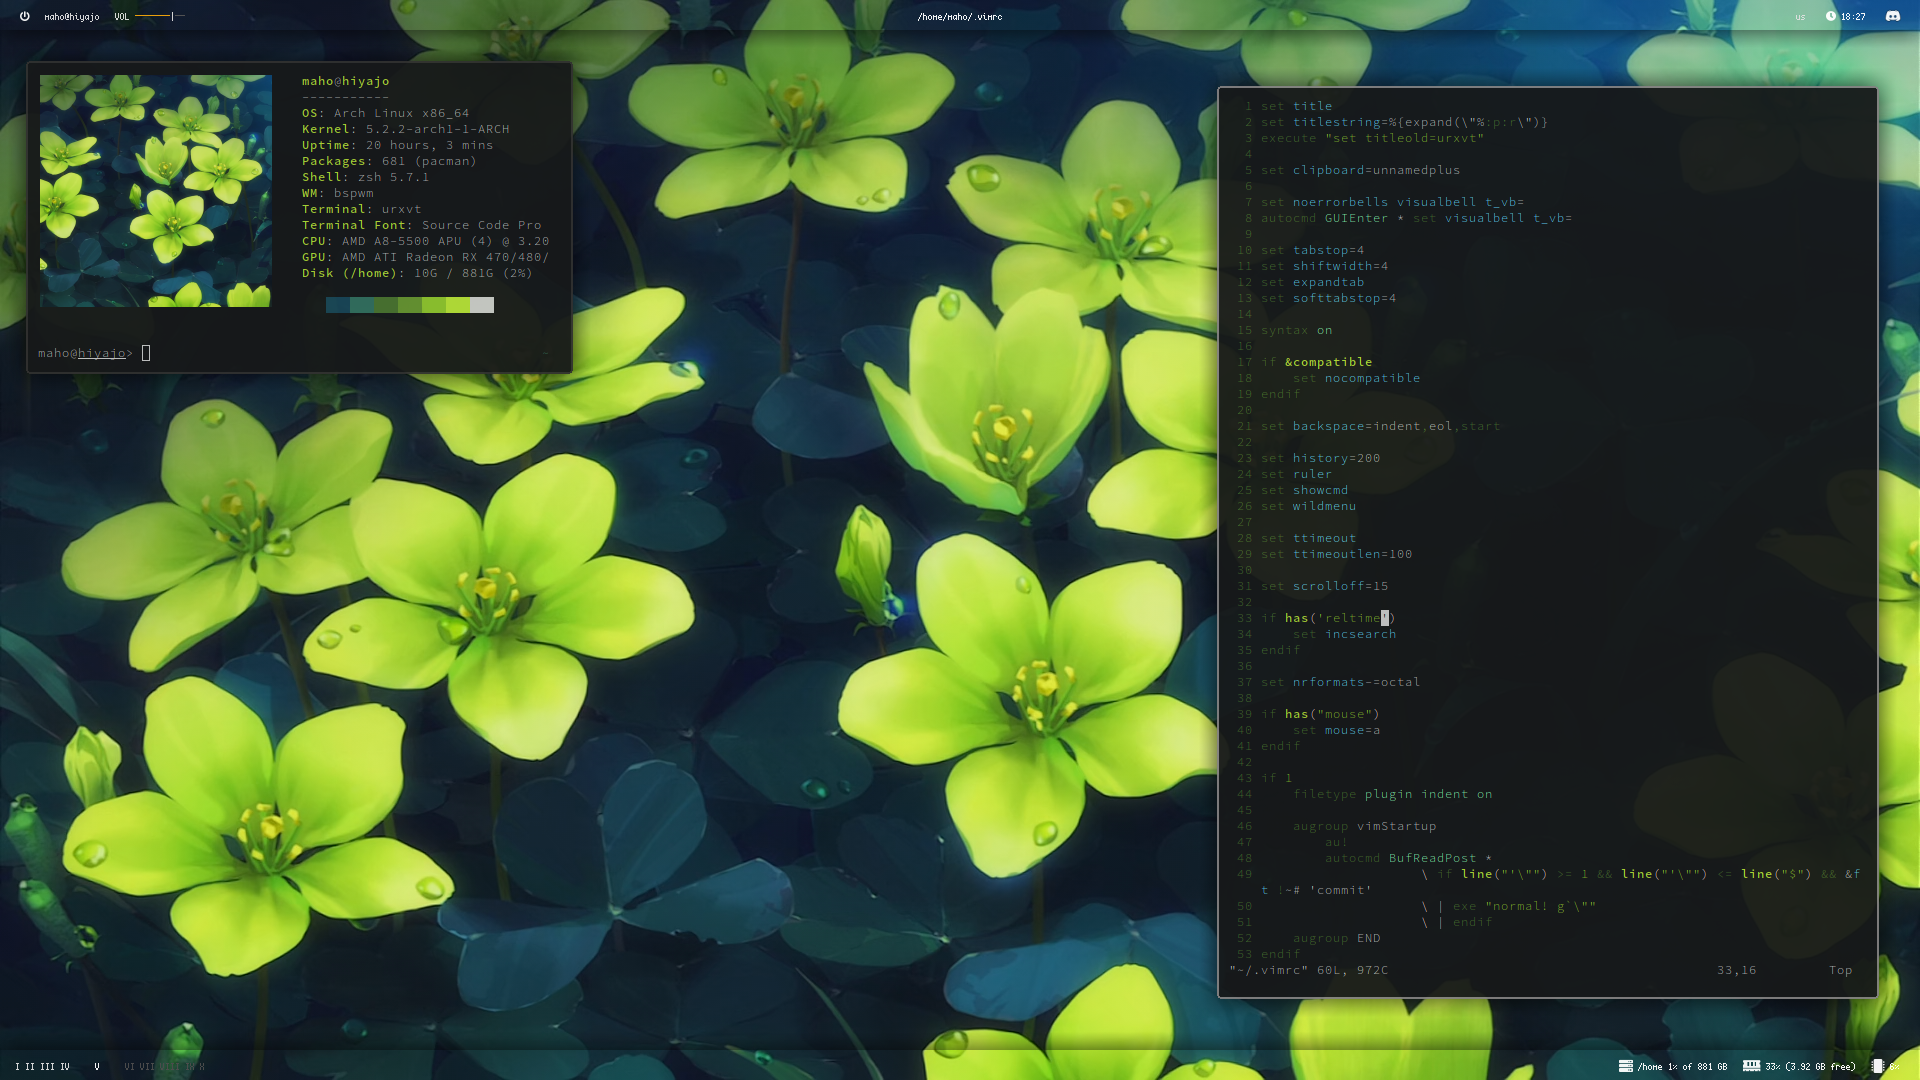 maho@hiyajo VOL
/home/maho/.vimrc
us 18:27
maho@hiyajo
-----------
OS: Arch Linux x86_64
Kernel: 5.2.2-arch1-1-ARCH
Uptime: 20 hours, 3 mins
Packages: 681 (pacman)
Shell: zsh 5.7.1
WM: bspwm
Terminal: urxvt
Terminal Font: Source Code Pro
CPU: AMD A8-5500 APU (4) @ 3.20
GPU: AMD ATI Radeon RX 470/480/
Disk (/home): 10G / 881G (2%)
maho@hiyajo> ~
1 set title
2 set titlestring=%{expand(\"%:p:r\")}
3 execute "set titleold=urxvt"
4
5 set clipboard=unnamedplus
6
7 set noerrorbells visualbell t_vb=
8 autocmd GUIEnter * set visualbell t_vb=
9
10 set tabstop=4
11 set shiftwidth=4
12 set expandtab
13 set softtabstop=4
14
15 syntax on
16
17 if &compatible
18     set nocompatible
19 endif
20
21 set backspace=indent,eol,start
22
23 set history=200
24 set ruler
25 set showcmd
26 set wildmenu
27
28 set ttimeout
29 set ttimeoutlen=100
30
31 set scrolloff=15
32
33 if has('reltime')
34     set incsearch
35 endif
36
37 set nrformats-=octal
38
39 if has("mouse")
40     set mouse=a
41 endif
42
43 if 1
44     filetype plugin indent on
45
46     augroup vimStartup
47         au!
48         autocmd BufReadPost *
49                     \ if line("'\"") >= 1 && line("'\"") <= line("$") && &f
t !~# 'commit'
50                     \ | exe "normal! g`\""
51                     \ | endif
52     augroup END
53 endif
"~/.vimrc" 60L, 972C 33,16 Top
I II III IV V VI VII VIII IX X
/home 1% of 881 GB 33% (3.92 GB free)